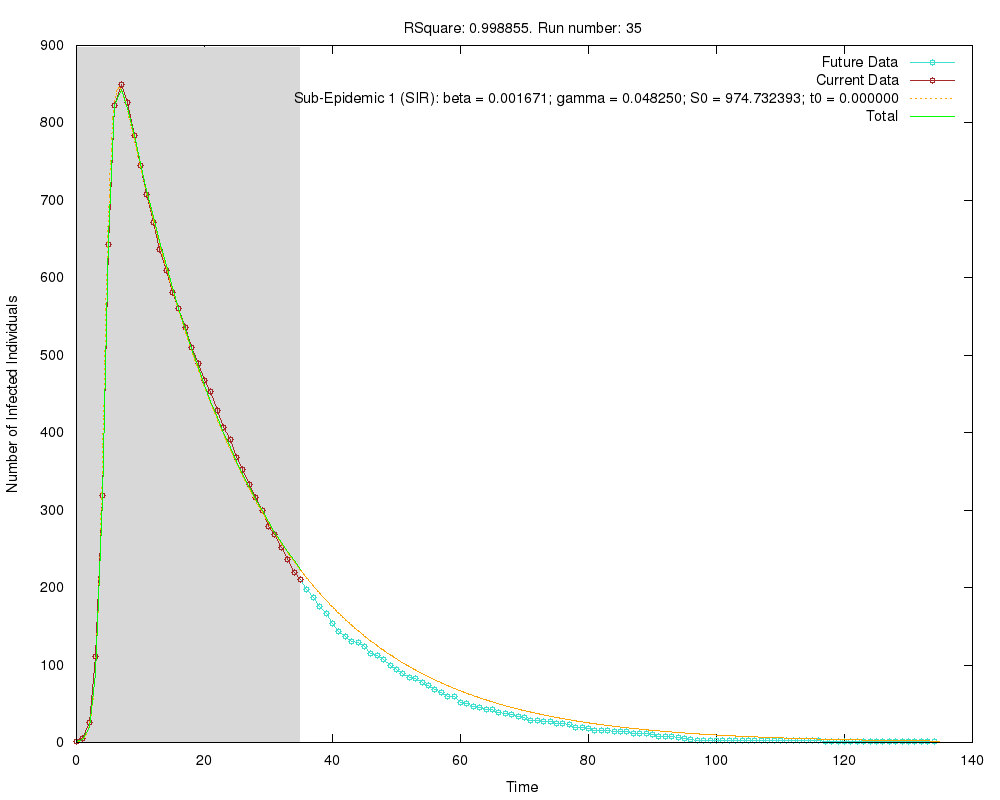 RSquare: 0.998855. Run number: 35
Future Data
Current Data
Sub-Epidemic 1 (SIR): beta = 0.001671; gamma = 0.048250; S0 = 974.732393; t0 = 0.000000
Total
900
800
700
600
500
400
300
200
100
0
Number of Infected Individuals
0 20 40 60 80 100 120 140
Time